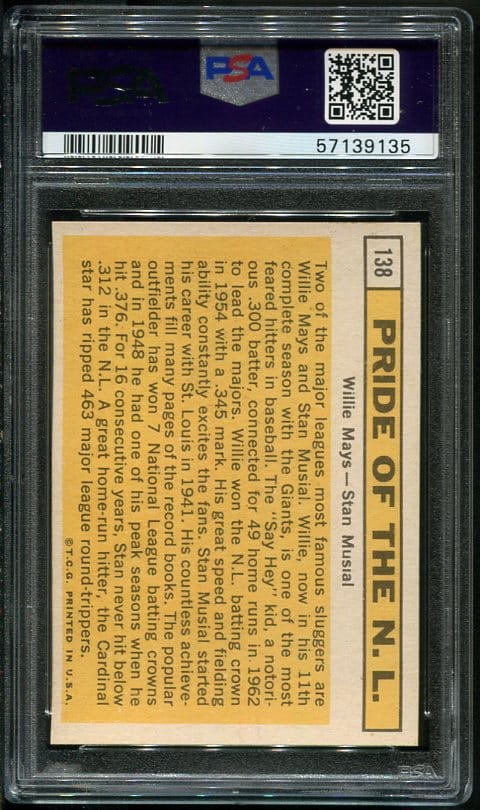 PSA
PSA
57139135
138
PRIDE OF THE N. L.
Willie Mays — Stan Musial
Two of the major leagues most famous sluggers are
Willie Mays and Stan Musial. Willie, now in his 11th
complete season with the Giants, is one of the most
feared hitters in baseball. The "Say Hey" kid, a notori-
ous .300 batter, connected for 49 home runs in 1962
to lead the majors. Willie won the N.L. batting crown
in 1954 with a .345 mark. His great speed and fielding
ability constantly excites the fans. Stan Musial started
his career with St. Louis in 1941. His countless achieve-
ments fill many pages of the record books. The popular
outfielder has won 7 National League batting crowns
and in 1948 he had one of his peak seasons when he
hit .376. For 16 consecutive years, Stan never hit below
.312 in the N.L. A great home-run hitter, the Cardinal
star has ripped 463 major league round-trippers.
©T.C.G. PRINTED IN U.S.A.
PSA